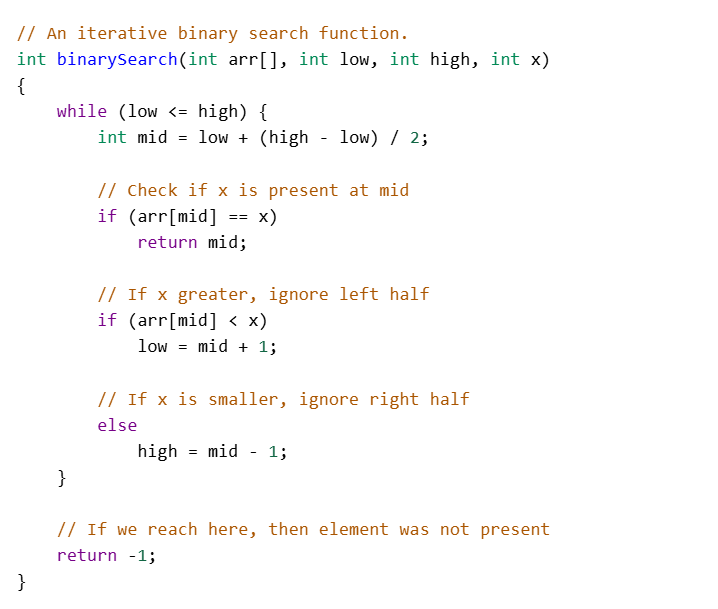 // An iterative binary search function.
int binarySearch(int arr[], int low, int high, int x)
{
    while (low <= high) {
        int mid = low + (high - low) / 2;

        // Check if x is present at mid
        if (arr[mid] == x)
            return mid;

        // If x greater, ignore left half
        if (arr[mid] < x)
            low = mid + 1;

        // If x is smaller, ignore right half
        else
            high = mid - 1;
    }

    // If we reach here, then element was not present
    return -1;
}